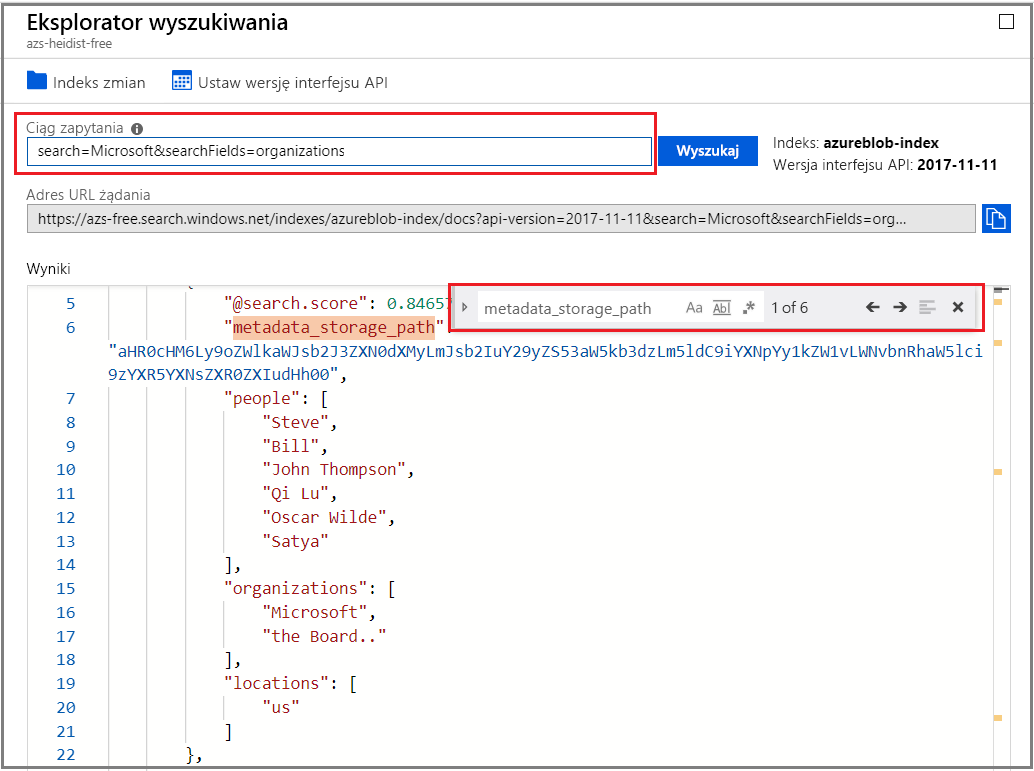 Eksplorator wyszukiwania
azs-heidist-free
Indeks zmian Ustaw wersję interfejsu API
Ciąg zapytania
search=Microsoft&searchFields=organizations
Wyszukaj
Indeks: azureblob-index
Wersja interfejsu API: 2017-11-11
Adres URL żądania
https://azs-free.search.windows.net/indexes/azureblob-index/docs?api-version=2017-11-11&search=Microsoft&searchFields=org...
Wyniki
metadata_storage_path Aa Abl .* 1 of 6
5 "@search.score": 0.84657
6 "metadata_storage_path"
"aHR0cHM6Ly9oZWlkaWJsb2J3ZXN0dXMyLmJsb2IuY29yZS53aW5kb3dzLm5ldC9iYXNpYy1kZW1vLWNvbnRhaW5lci
9zYXR5YXNsZXR0ZXIudHh00",
7 "people": [
8 "Steve",
9 "Bill",
10 "John Thompson",
11 "Qi Lu",
12 "Oscar Wilde",
13 "Satya"
14 ],
15 "organizations": [
16 "Microsoft",
17 "the Board.."
18 ],
19 "locations": [
20 "us"
21 ]
22 },